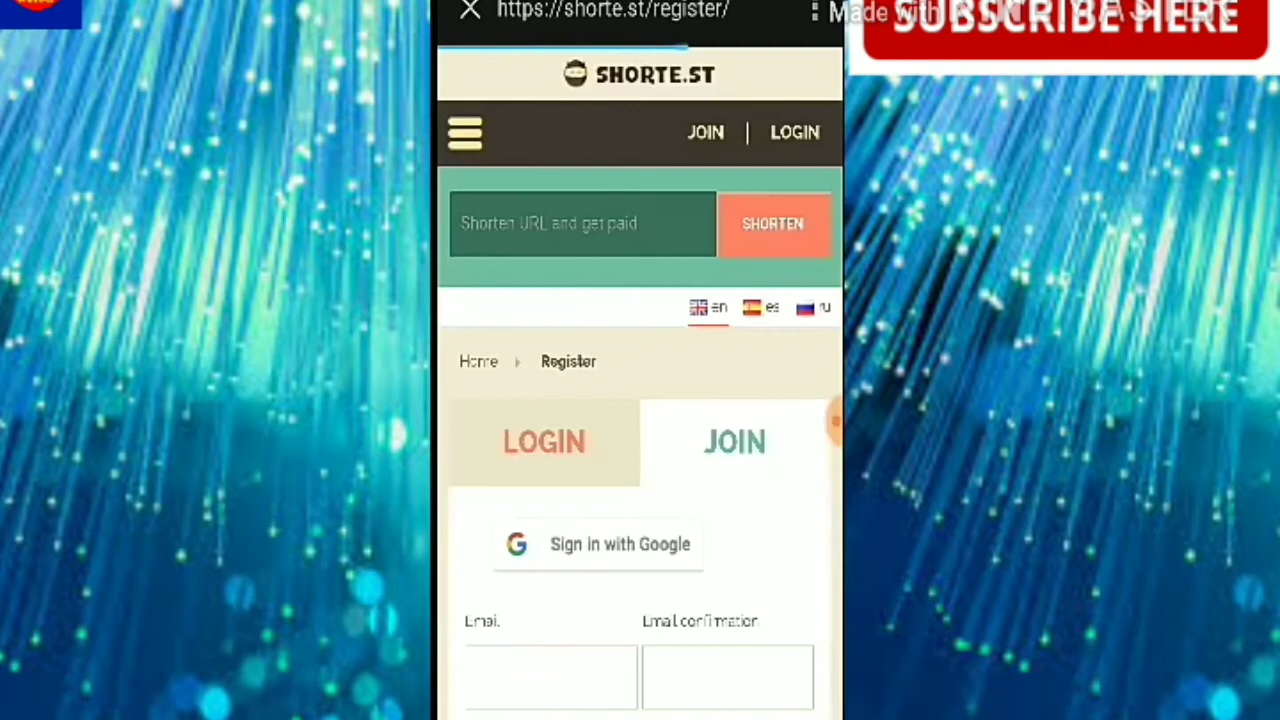 https://shorte.st/register/
Made with
SUBSCRIBE HERE
SHORTE.ST
JOIN | LOGIN
Shorten URL and get paid
SHORTEN
en es ru
Home Register
LOGIN JOIN
Sign in with Google
Email Email confirmation